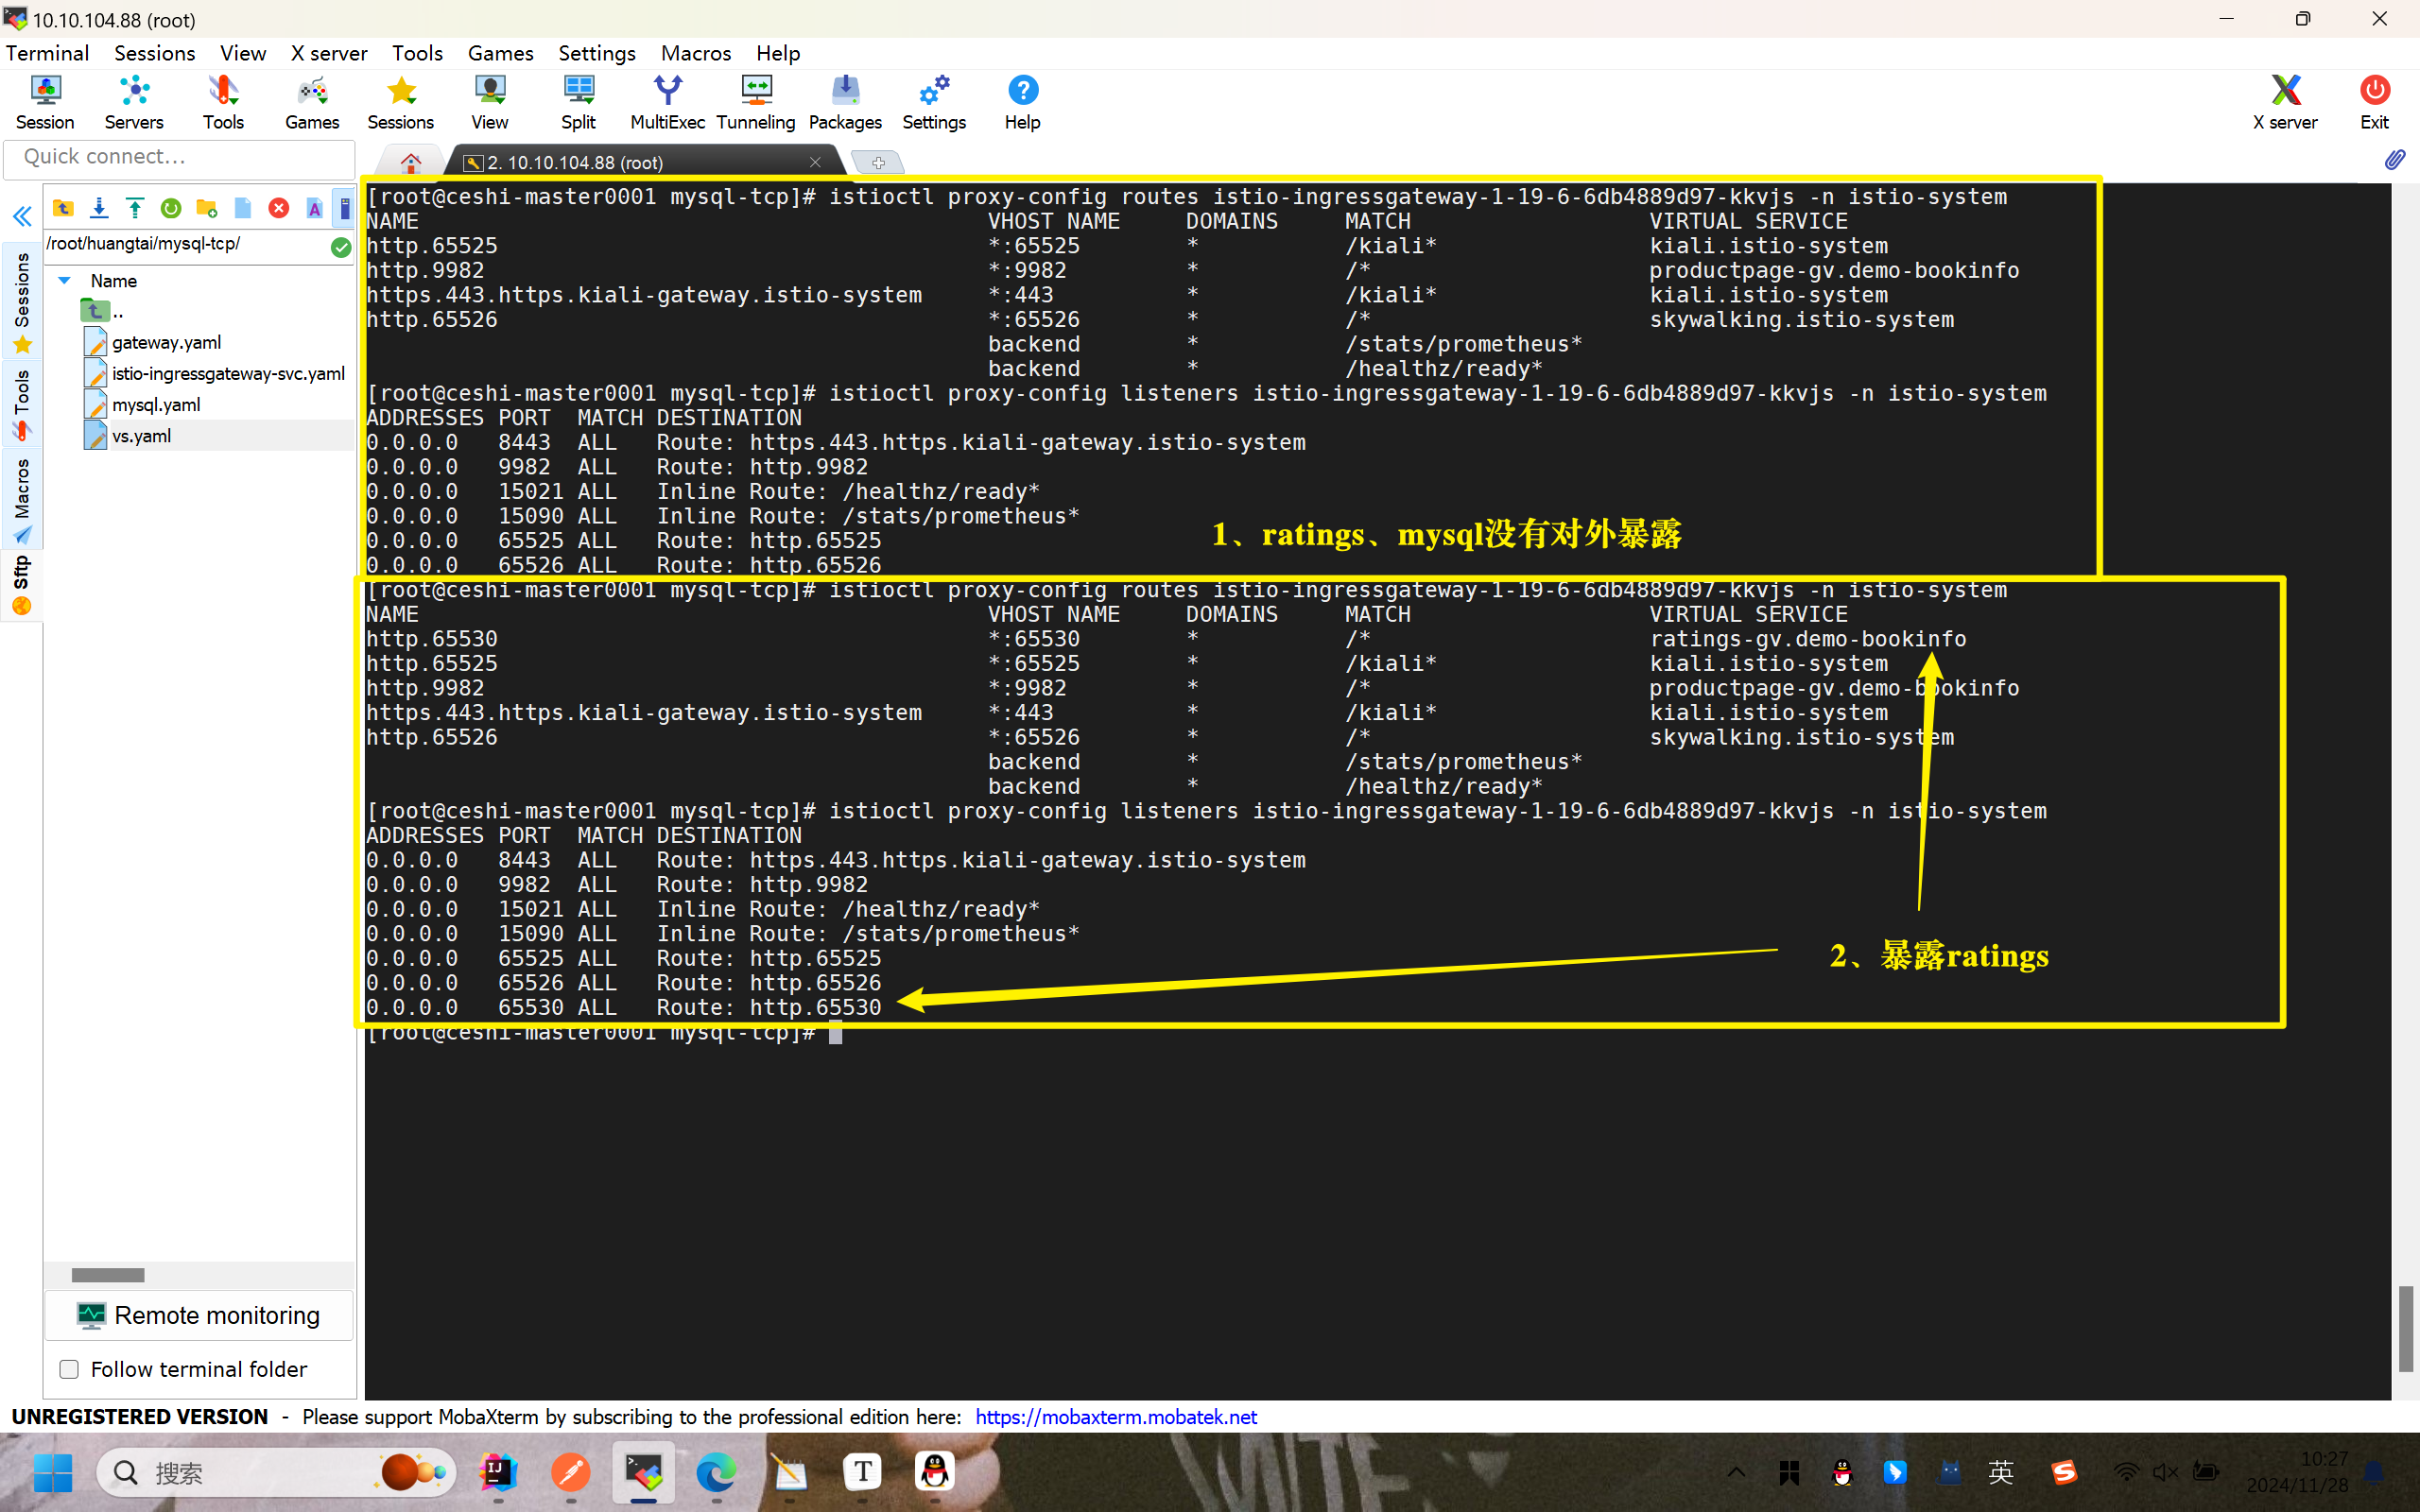 10.10.104.88 (root)
Terminal Sessions View X server Tools Games Settings Macros Help
Session Servers Tools Games Sessions View Split MultiExec Tunneling Packages Settings Help X server Exit
Quick connect...
2. 10.10.104.88 (root)
/root/huangtai/mysql-tcp/
Name
..
gateway.yaml
istio-ingressgateway-svc.yaml
mysql.yaml
vs.yaml
Sessions
Tools
Macros
Sftp
[root@ceshi-master0001 mysql-tcp]# istioctl proxy-config routes istio-ingressgateway-1-19-6-6db4889d97-kkvjs -n istio-system
NAME VHOST NAME DOMAINS MATCH VIRTUAL SERVICE
http.65525 *:65525 * /kiali* kiali.istio-system
http.9982 *:9982 * /* productpage-gv.demo-bookinfo
https.443.https.kiali-gateway.istio-system *:443 * /kiali* kiali.istio-system
http.65526 *:65526 * /* skywalking.istio-system
backend * /stats/prometheus*
backend * /healthz/ready*
[root@ceshi-master0001 mysql-tcp]# istioctl proxy-config listeners istio-ingressgateway-1-19-6-6db4889d97-kkvjs -n istio-system
ADDRESSES PORT MATCH DESTINATION
0.0.0.0 8443 ALL Route: https.443.https.kiali-gateway.istio-system
0.0.0.0 9982 ALL Route: http.9982
0.0.0.0 15021 ALL Inline Route: /healthz/ready*
0.0.0.0 15090 ALL Inline Route: /stats/prometheus*
0.0.0.0 65525 ALL Route: http.65525
0.0.0.0 65526 ALL Route: http.65526
1、ratings、mysql没有对外暴露
[root@ceshi-master0001 mysql-tcp]# istioctl proxy-config routes istio-ingressgateway-1-19-6-6db4889d97-kkvjs -n istio-system
NAME VHOST NAME DOMAINS MATCH VIRTUAL SERVICE
http.65530 *:65530 * /* ratings-gv.demo-bookinfo
http.65525 *:65525 * /kiali* kiali.istio-system
http.9982 *:9982 * /* productpage-gv.demo-bookinfo
https.443.https.kiali-gateway.istio-system *:443 * /kiali* kiali.istio-system
http.65526 *:65526 * /* skywalking.istio-system
backend * /stats/prometheus*
backend * /healthz/ready*
[root@ceshi-master0001 mysql-tcp]# istioctl proxy-config listeners istio-ingressgateway-1-19-6-6db4889d97-kkvjs -n istio-system
ADDRESSES PORT MATCH DESTINATION
0.0.0.0 8443 ALL Route: https.443.https.kiali-gateway.istio-system
0.0.0.0 9982 ALL Route: http.9982
0.0.0.0 15021 ALL Inline Route: /healthz/ready*
0.0.0.0 15090 ALL Inline Route: /stats/prometheus*
0.0.0.0 65525 ALL Route: http.65525
0.0.0.0 65526 ALL Route: http.65526
0.0.0.0 65530 ALL Route: http.65530
2、暴露ratings
[root@ceshi-master0001 mysql-tcp]#
Remote monitoring
Follow terminal folder
UNREGISTERED VERSION - Please support MobaXterm by subscribing to the professional edition here: https://mobaxterm.mobatek.net
搜索
英
10:27
2024/11/28